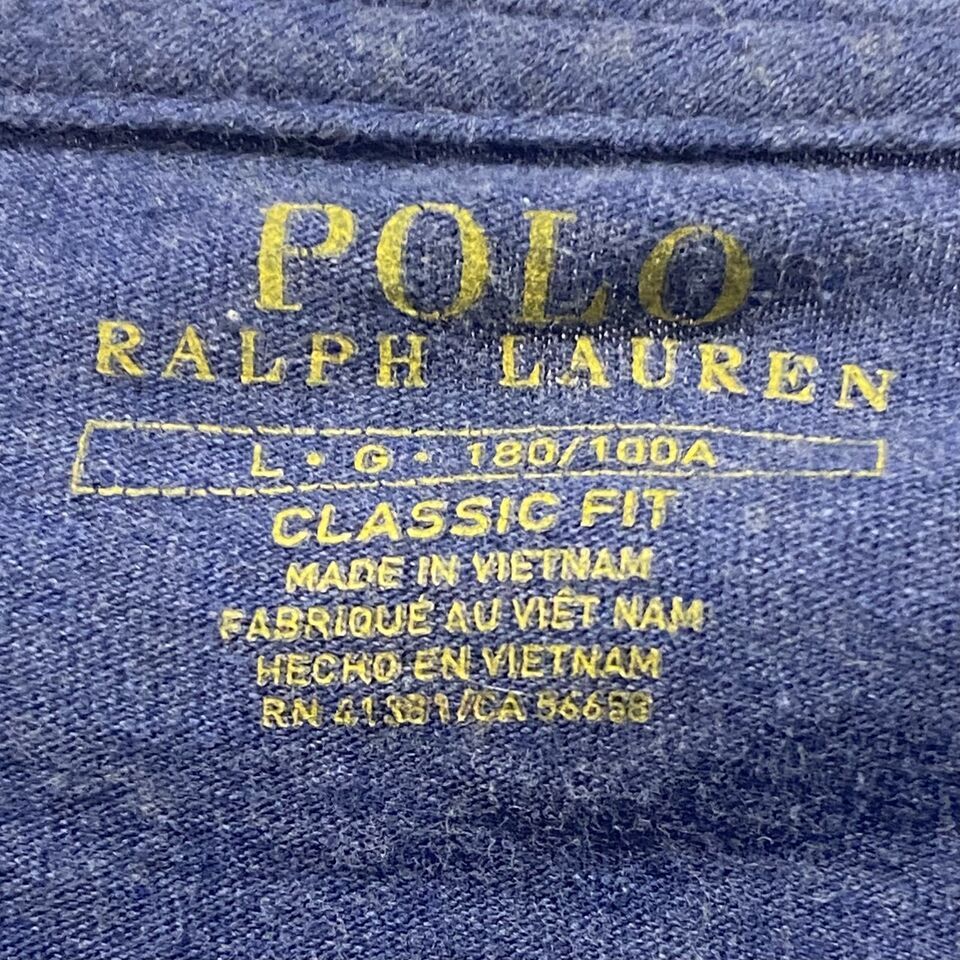 POLO
RALPH LAUREN
L • G • 180/100A
CLASSIC FIT
MADE IN VIETNAM
FABRIQUÉ AU VIÊT NAM
HECHO EN VIETNAM
RN 41381/CA 56688